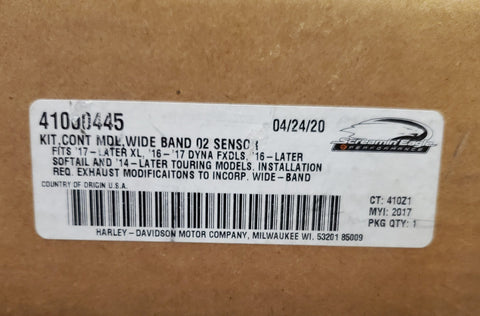 41000445
04/24/20
KIT,CONT MDL,WIDE BAND O2 SENSOR
Screamin' Eagle
PERFORMANCE
FITS '17-LATER XL, '16-'17 DYNA FXDLS, '16-LATER
SOFTAIL AND '14-LATER TOURING MODELS. INSTALLATION
REQ. EXHAUST MODIFICAITONS TO INCORP. WIDE-BAND
COUNTRY OF ORIGIN U.S.A.
CT: 410Z1
MYI: 2017
PKG QTY: 1
HARLEY-DAVIDSON MOTOR COMPANY, MILWAUKEE WI. 53201 85009